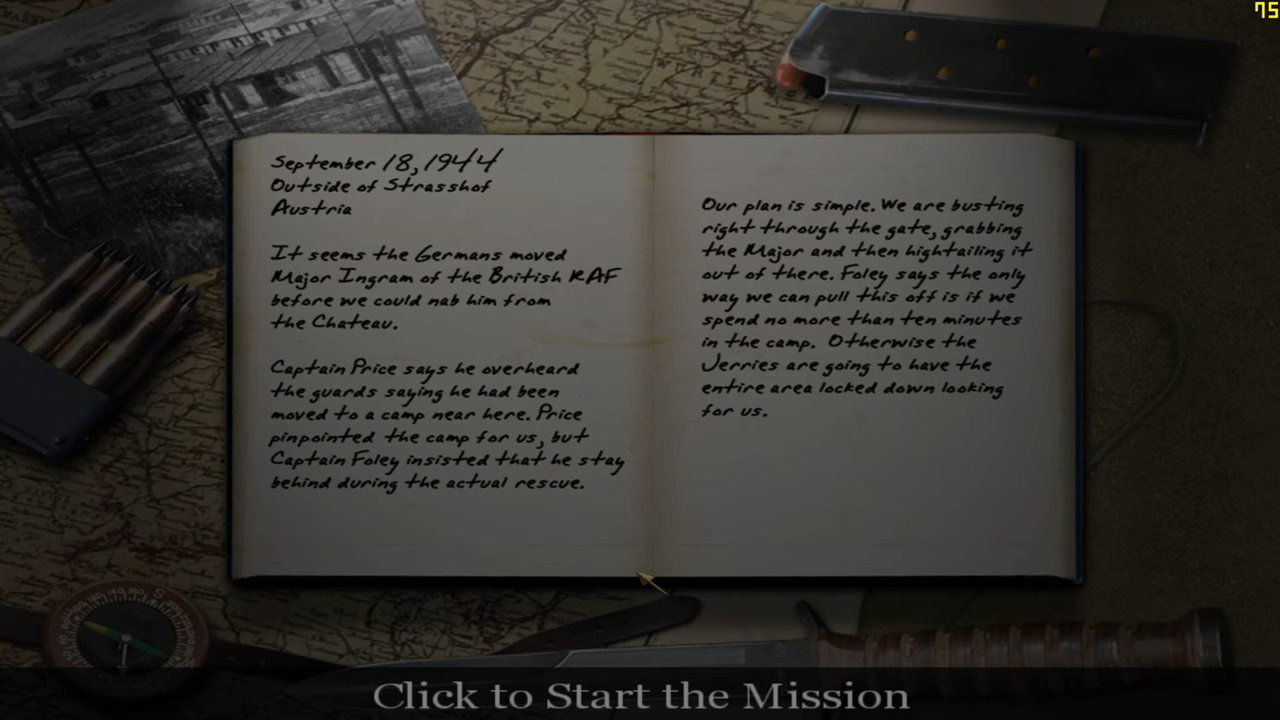 75
September 18, 1944
Outside of Strasshof
Austria
It seems the Germans moved
Major Ingram of the British RAF
before we could nab him from
the Chateau.
Captain Price says he overheard
the guards saying he had been
moved to a camp near here. Price
pinpointed the camp for us, but
Captain Foley insisted that he stay
behind during the actual rescue.
Our plan is simple. We are busting
right through the gate, grabbing
the Major and then hightailing it
out of there. Foley says the only
way we can pull this off is if we
spend no more than ten minutes
in the camp. Otherwise the
Jerries are going to have the
entire area locked down looking
for us.
Click to Start the Mission